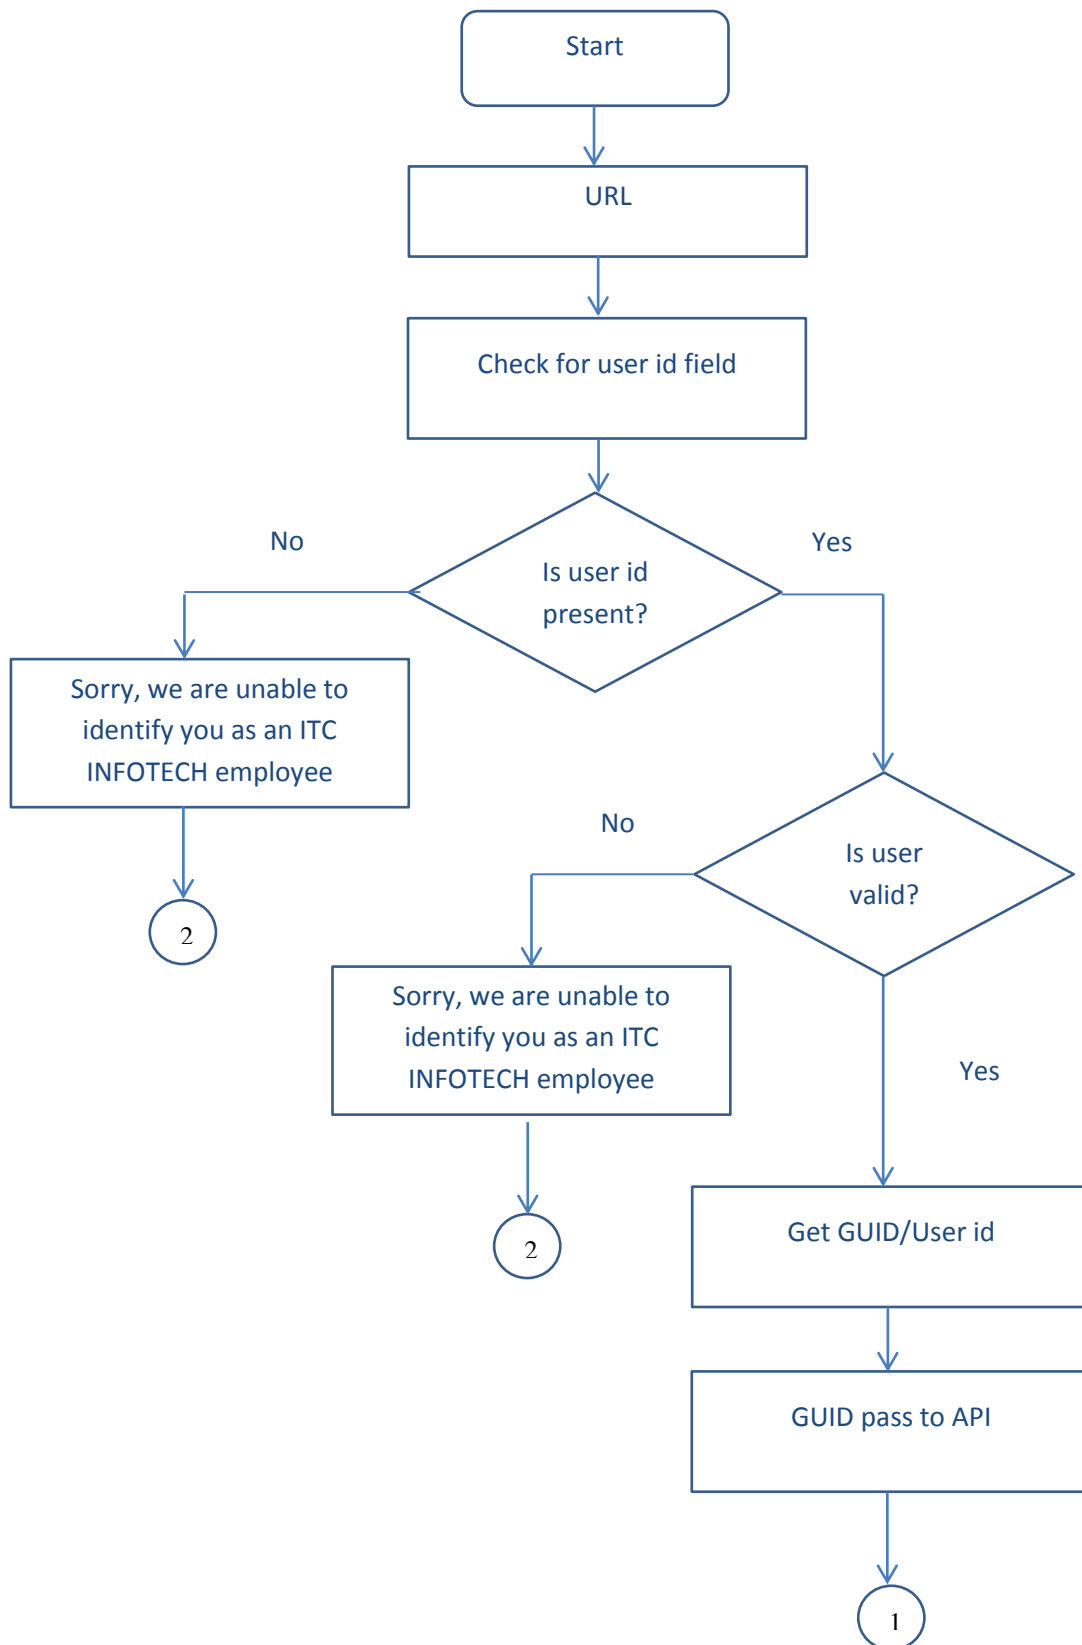 Start
URL
Check for user id field
No
Yes
Is user id
present?
Sorry, we are unable to
identify you as an ITC
INFOTECH employee
No
Is user
valid?
2
Sorry, we are unable to
identify you as an ITC
INFOTECH employee
Yes
Get GUID/User id
2
GUID pass to API
1